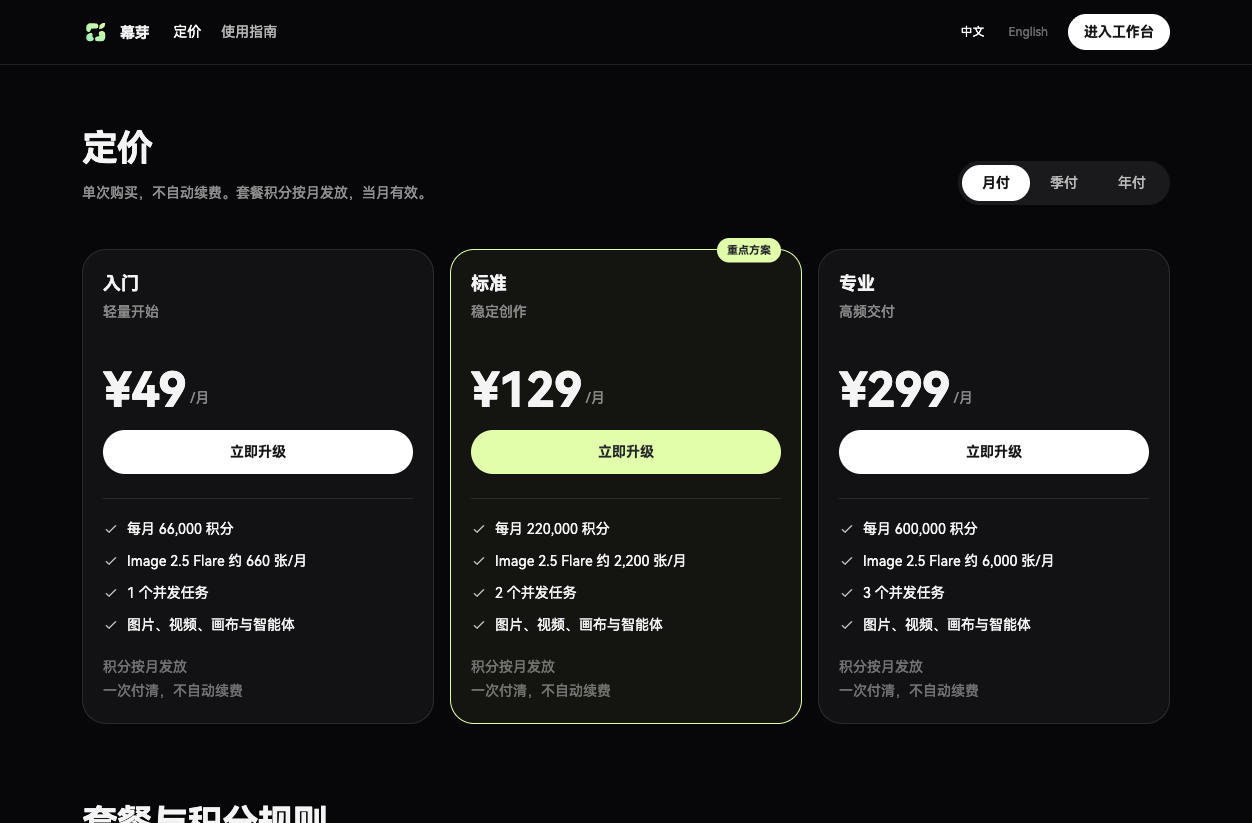 幕芽 定价 使用指南 中文 English 进入工作台
定价
单次购买，不自动续费。套餐积分按月发放，当月有效。
月付 季付 年付
入门
轻量开始
¥49 /月
立即升级
每月 66,000 积分
Image 2.5 Flare 约 660 张/月
1 个并发任务
图片、视频、画布与智能体
积分按月发放
一次付清，不自动续费
重点方案
标准
稳定创作
¥129 /月
立即升级
每月 220,000 积分
Image 2.5 Flare 约 2,200 张/月
2 个并发任务
图片、视频、画布与智能体
积分按月发放
一次付清，不自动续费
专业
高频交付
¥299 /月
立即升级
每月 600,000 积分
Image 2.5 Flare 约 6,000 张/月
3 个并发任务
图片、视频、画布与智能体
积分按月发放
一次付清，不自动续费
套餐与积分规则